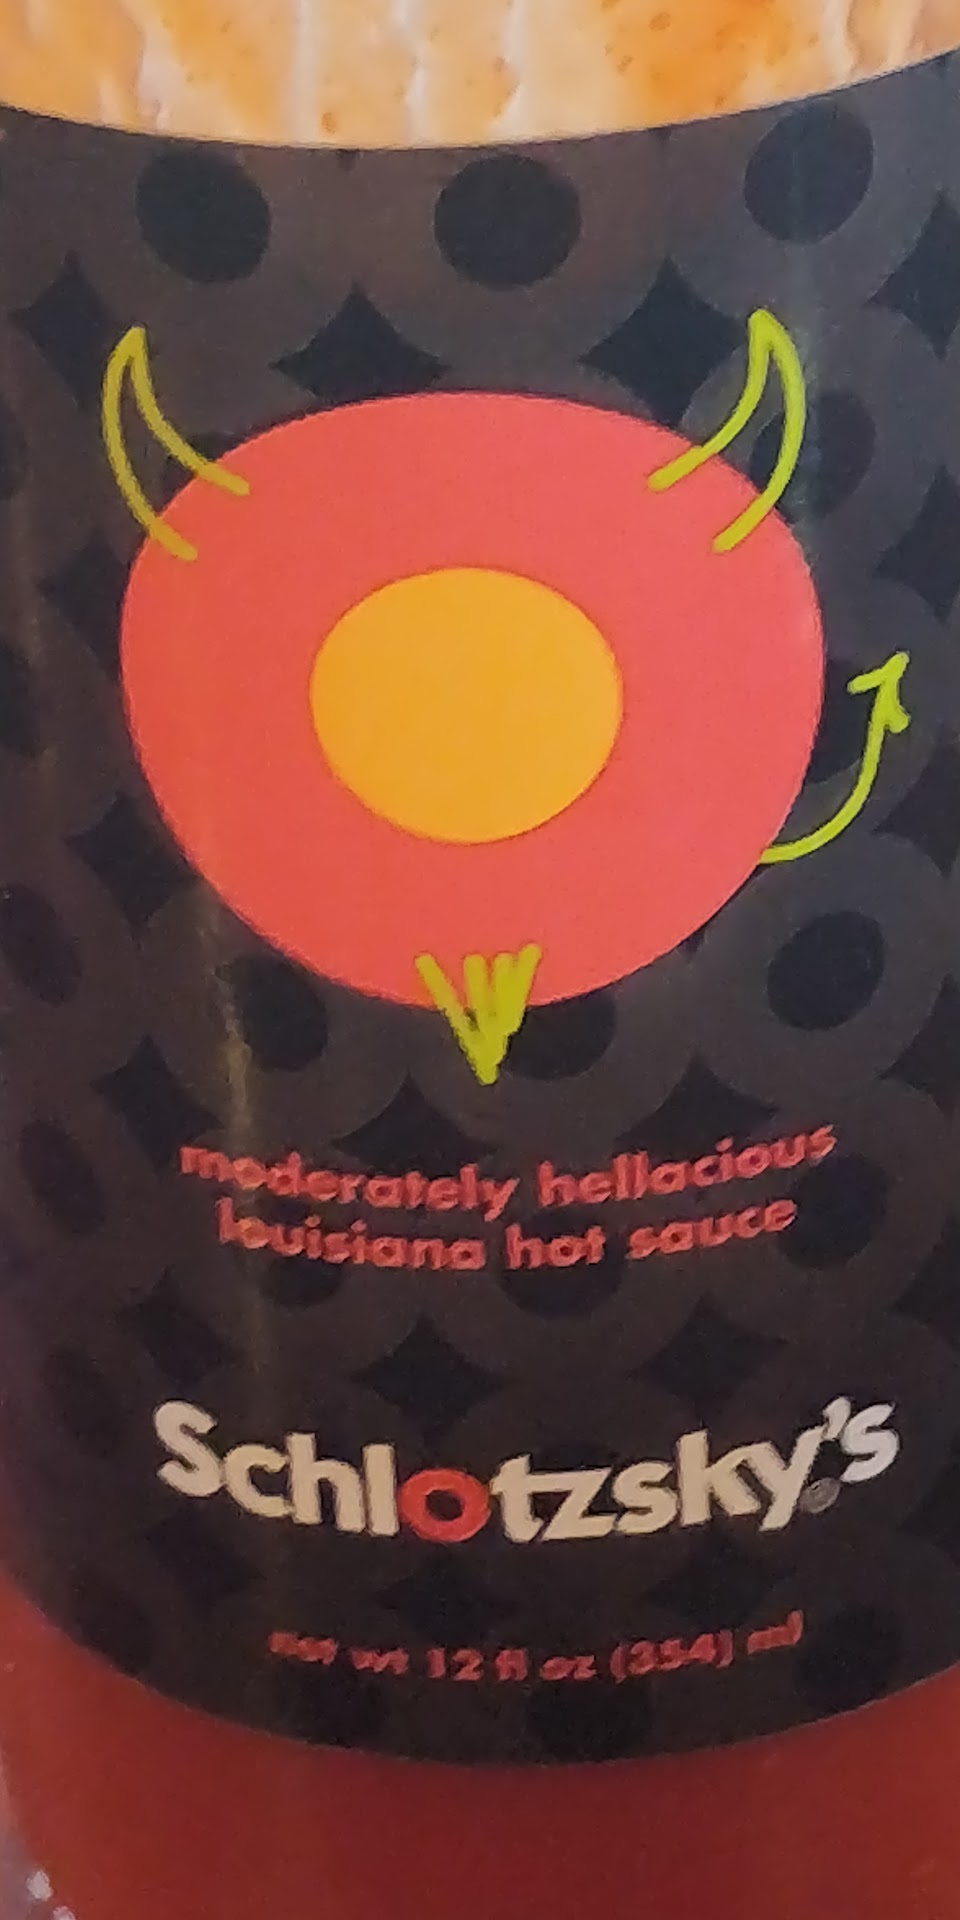 moderately hellacious
louisiana hot sauce
Schlotzsky's®
net wt 12 fl oz (354) ml